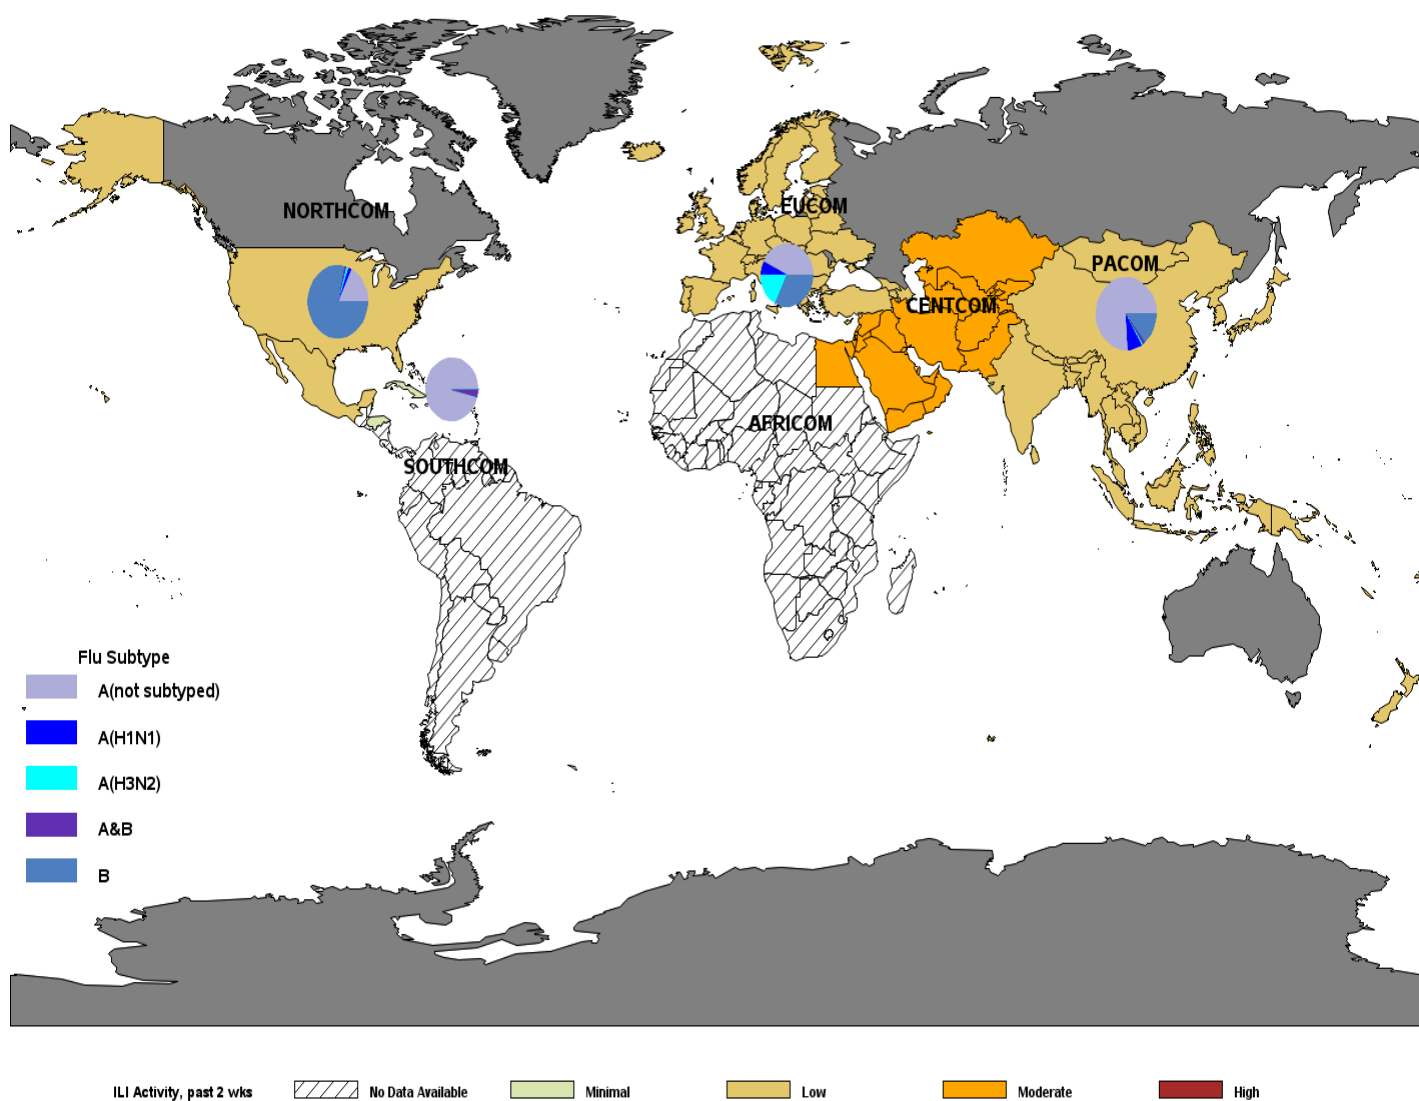 NORTHCOM
EUCOM
PACOM
CENTCOM
AFRICOM
SOUTHCOM
Flu Subtype
A(not subtyped)
A(H1N1)
A(H3N2)
A&B
B
ILI Activity, past 2 wks No Data Available Minimal Low Moderate High